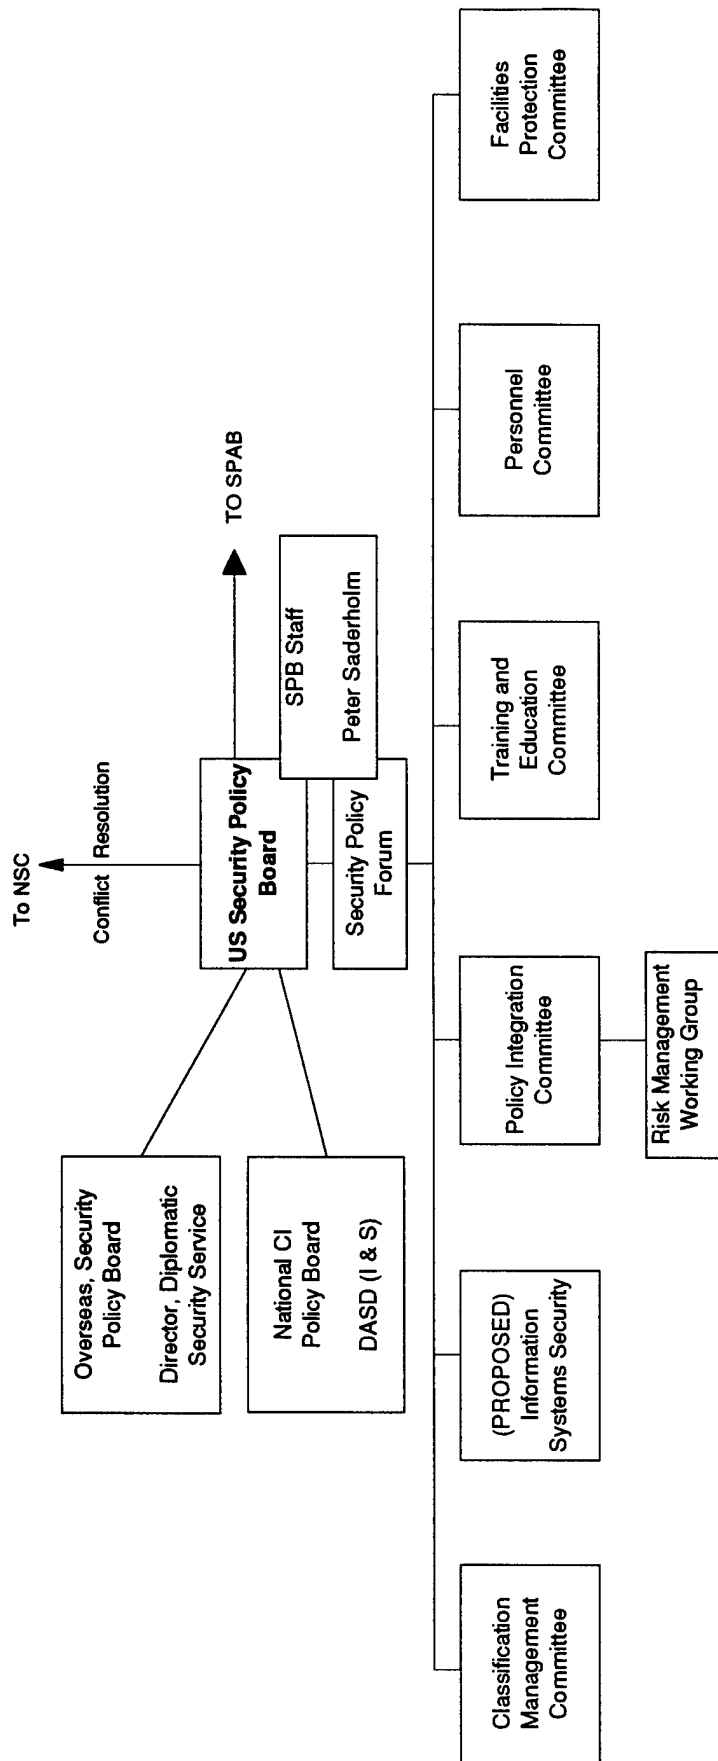 To NSC
Conflict Resolution
TO SPAB
US Security Policy
Board
SPB Staff
Peter Saderholm
Security Policy
Forum
Overseas, Security
Policy Board
Director, Diplomatic
Security Service
National CI
Policy Board
DASD (I & S)
Classification
Management
Committee
(PROPOSED)
Information
Systems Security
Policy Integration
Committee
Risk Management
Working Group
Training and
Education
Committee
Personnel
Committee
Facilities
Protection
Committee